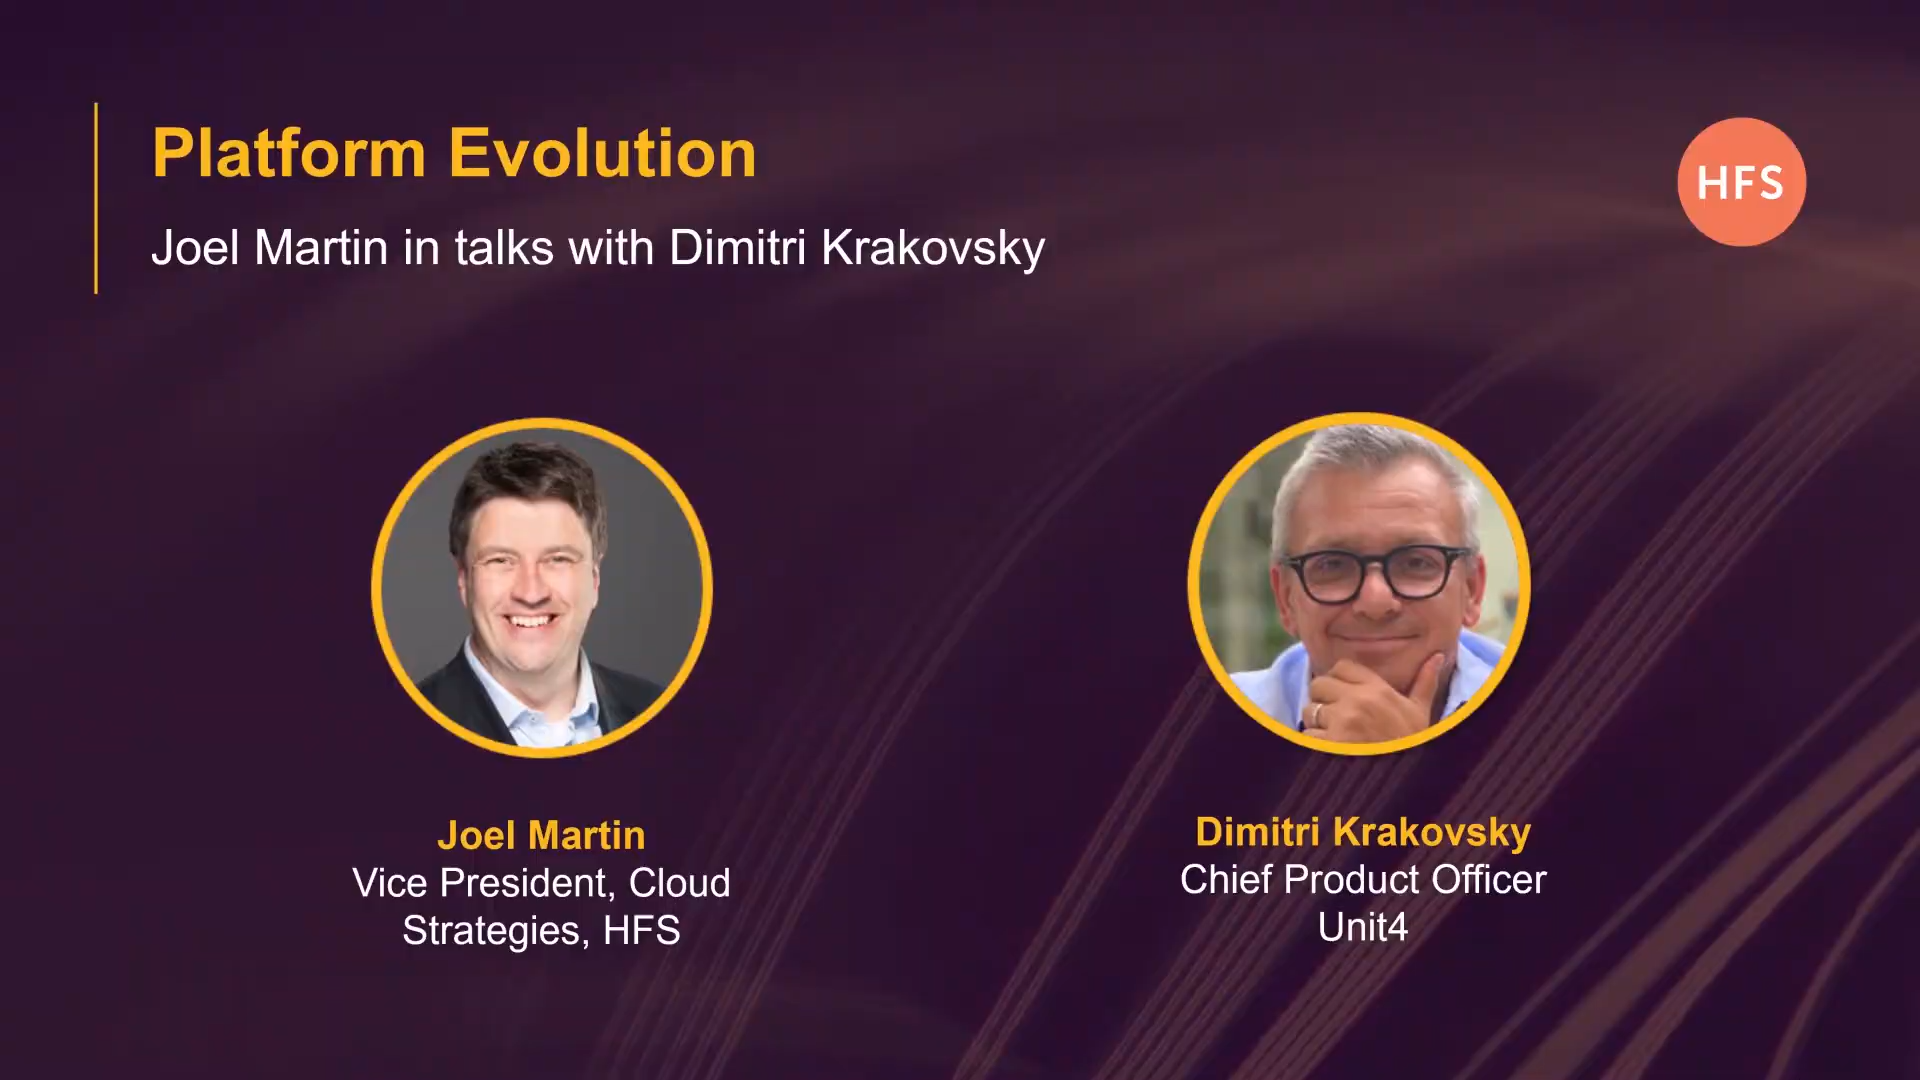 Platform Evolution
Joel Martin in talks with Dimitri Krakovsky
HFS
Joel Martin
Vice President, Cloud
Strategies, HFS
Dimitri Krakovsky
Chief Product Officer
Unit4